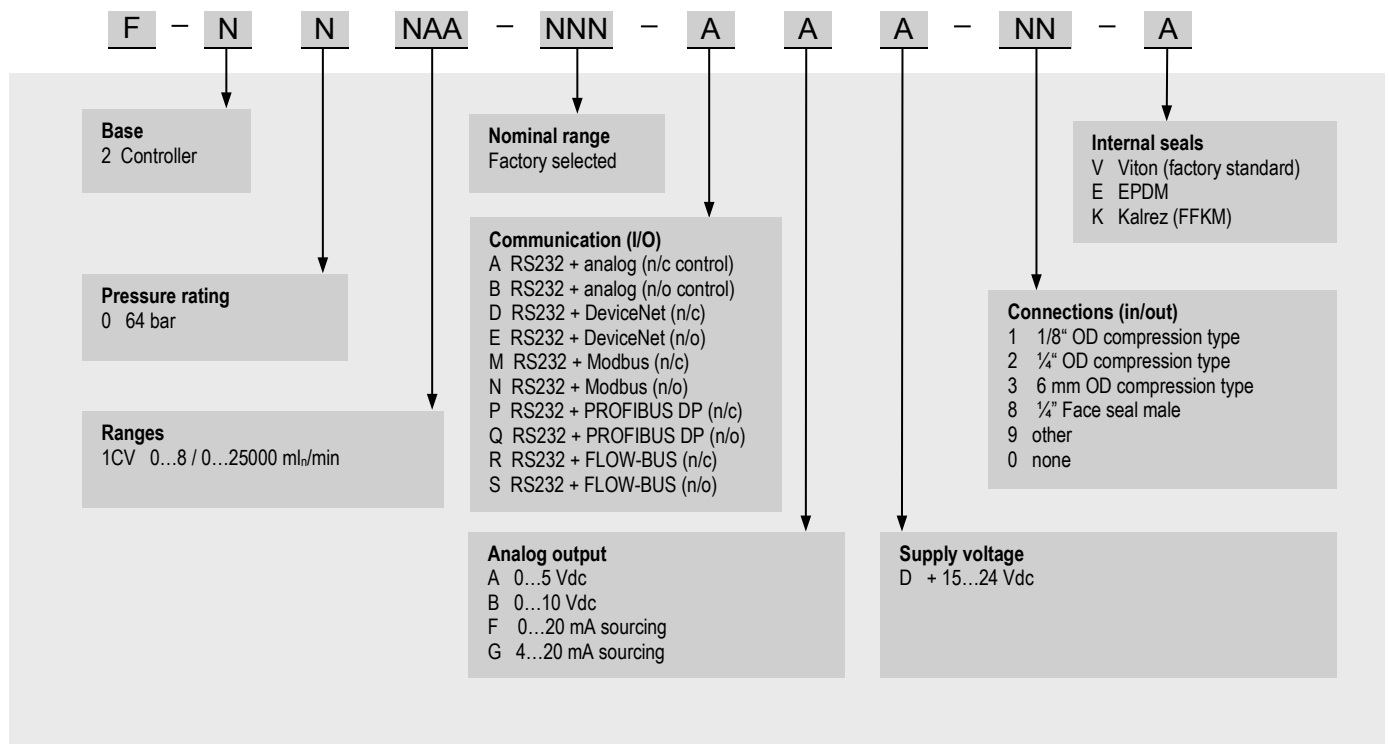 F – N N NAA – NNN – A A A – NN – A
Base
2 Controller
Pressure rating
0 64 bar
Ranges
1CV 0…8 / 0…25000 mlₙ/min
Nominal range
Factory selected
Communication (I/O)
A RS232 + analog (n/c control)
B RS232 + analog (n/o control)
D RS232 + DeviceNet (n/c)
E RS232 + DeviceNet (n/o)
M RS232 + Modbus (n/c)
N RS232 + Modbus (n/o)
P RS232 + PROFIBUS DP (n/c)
Q RS232 + PROFIBUS DP (n/o)
R RS232 + FLOW-BUS (n/c)
S RS232 + FLOW-BUS (n/o)
Analog output
A 0…5 Vdc
B 0…10 Vdc
F 0…20 mA sourcing
G 4…20 mA sourcing
Internal seals
V Viton (factory standard)
E EPDM
K Kalrez (FFKM)
Connections (in/out)
1 1/8“ OD compression type
2 ¼“ OD compression type
3 6 mm OD compression type
8 ¼” Face seal male
9 other
0 none
Supply voltage
D + 15…24 Vdc